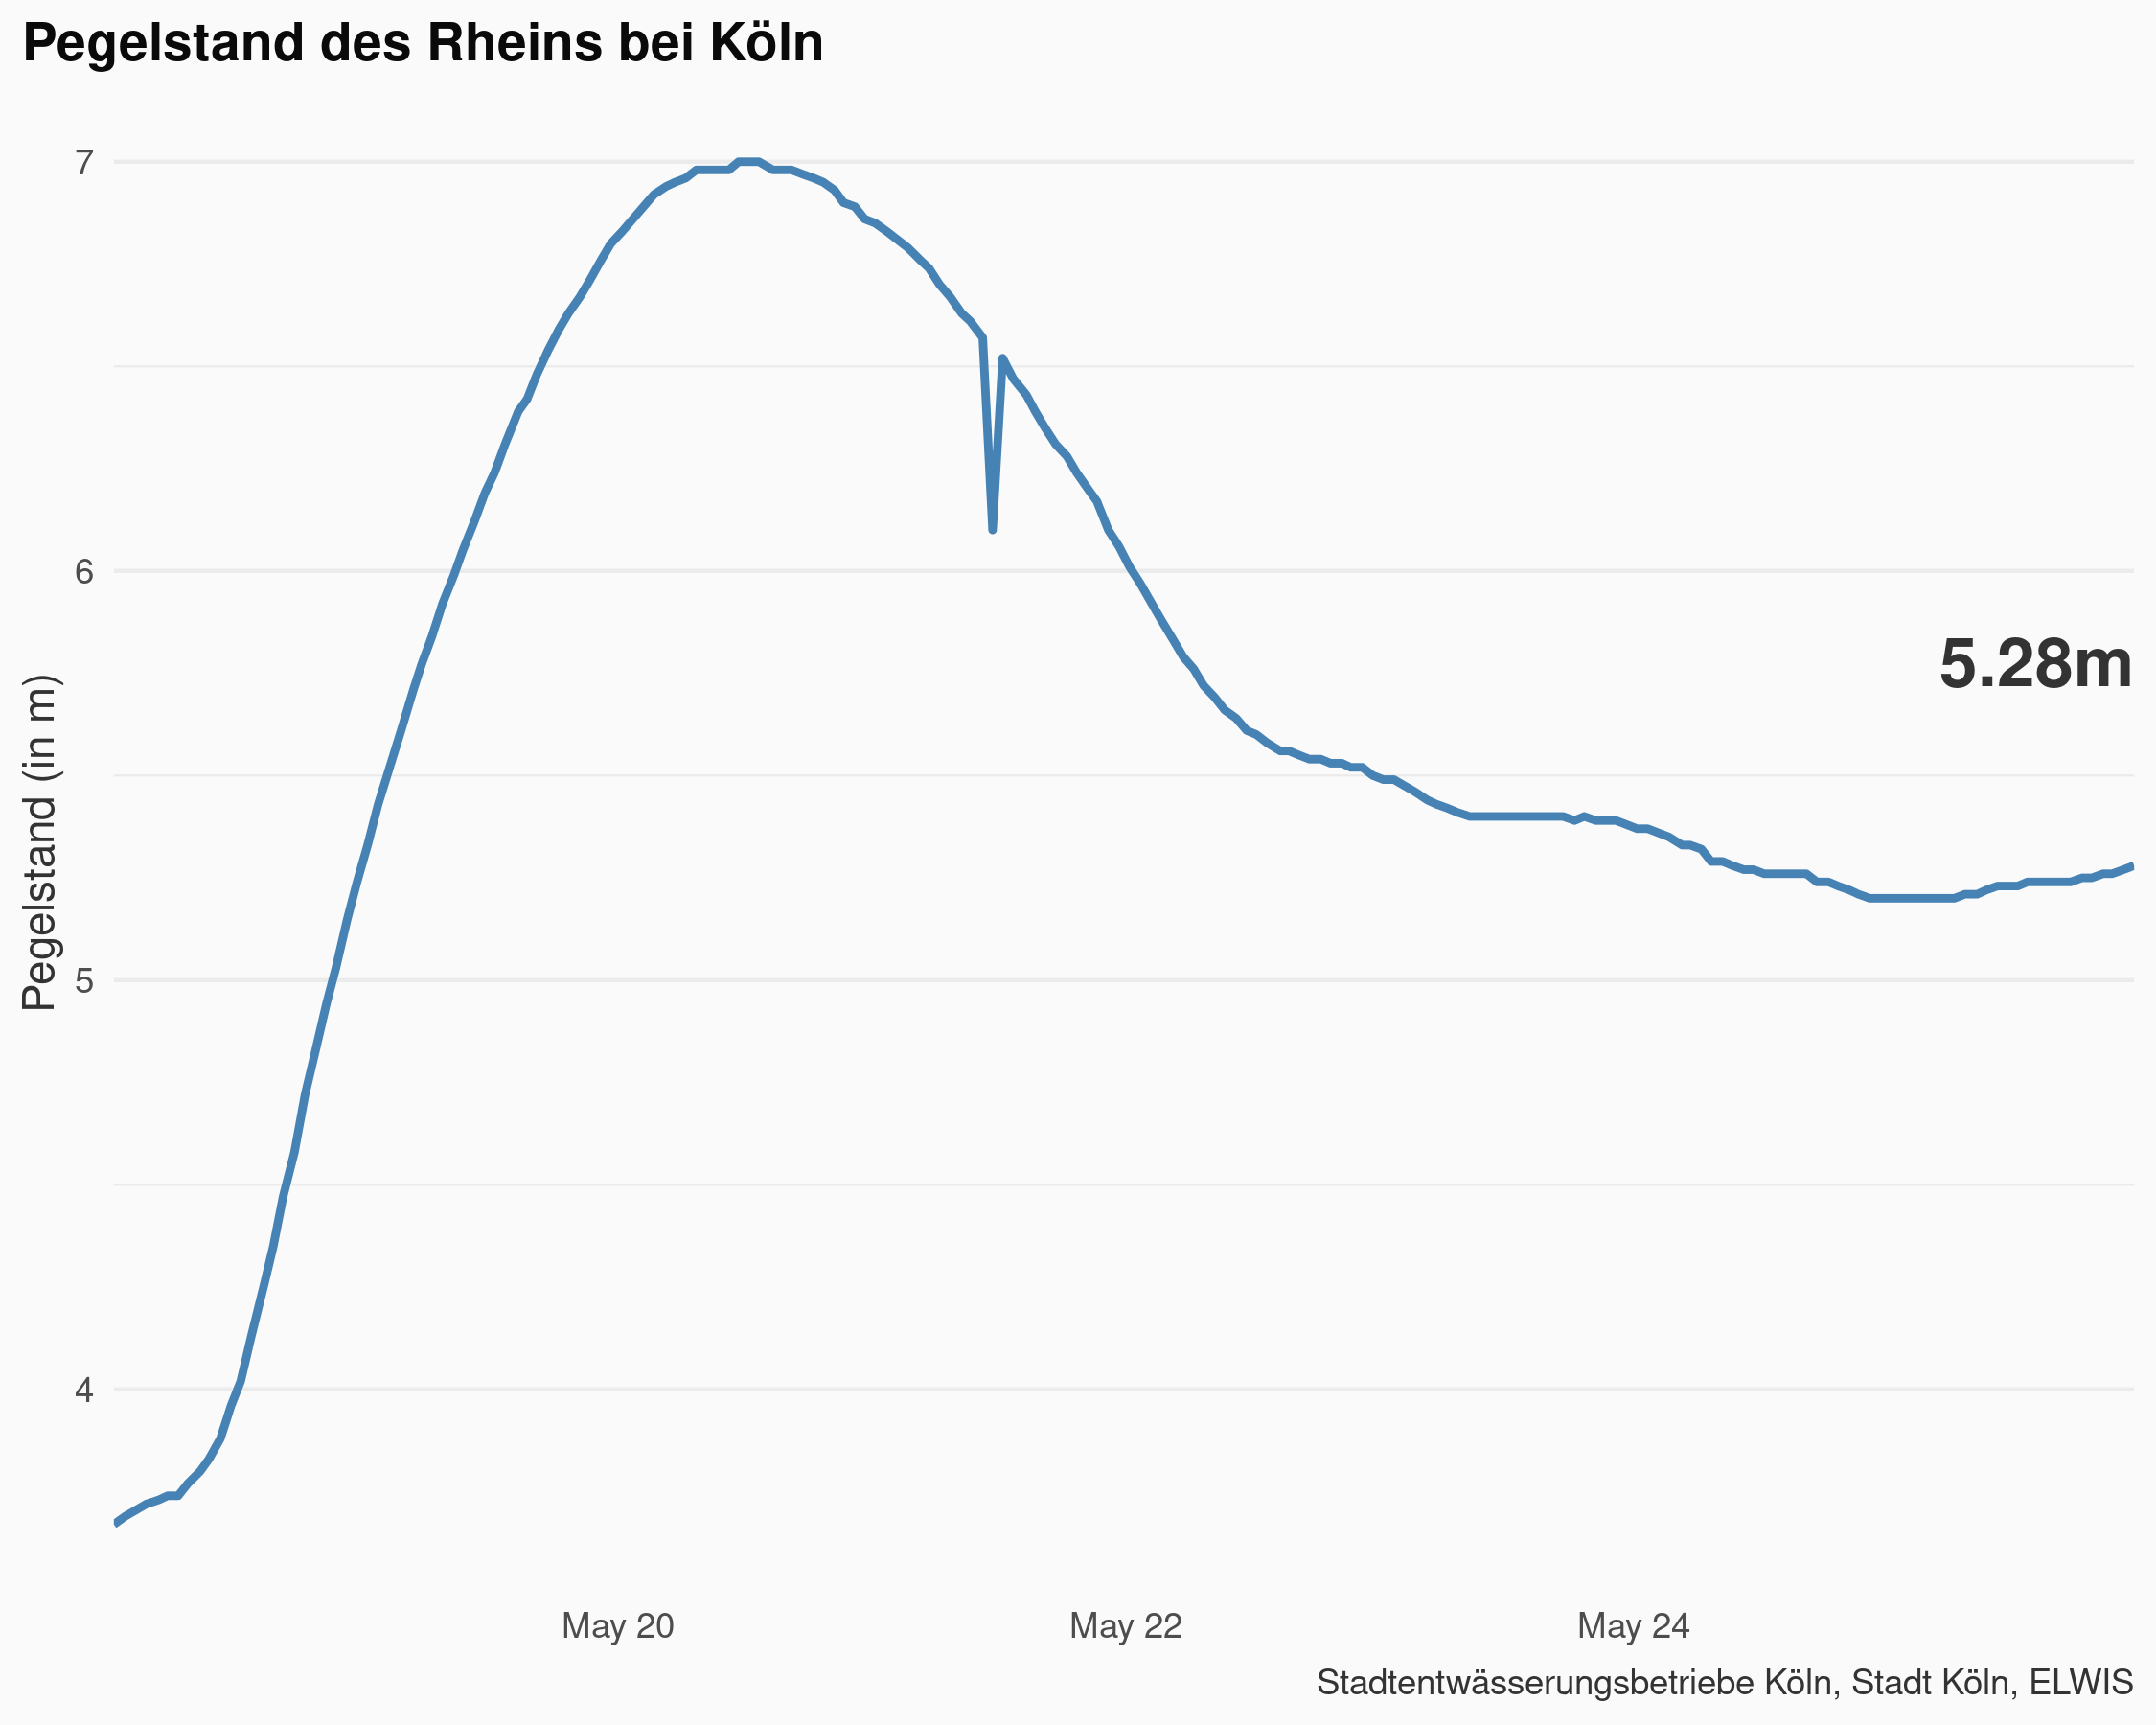 Pegelstand des Rheins bei Köln
Pegelstand (in m)
7
6
5
4
5.28m
May 20
May 22
May 24
Stadtentwässerungsbetriebe Köln, Stadt Köln, ELWIS